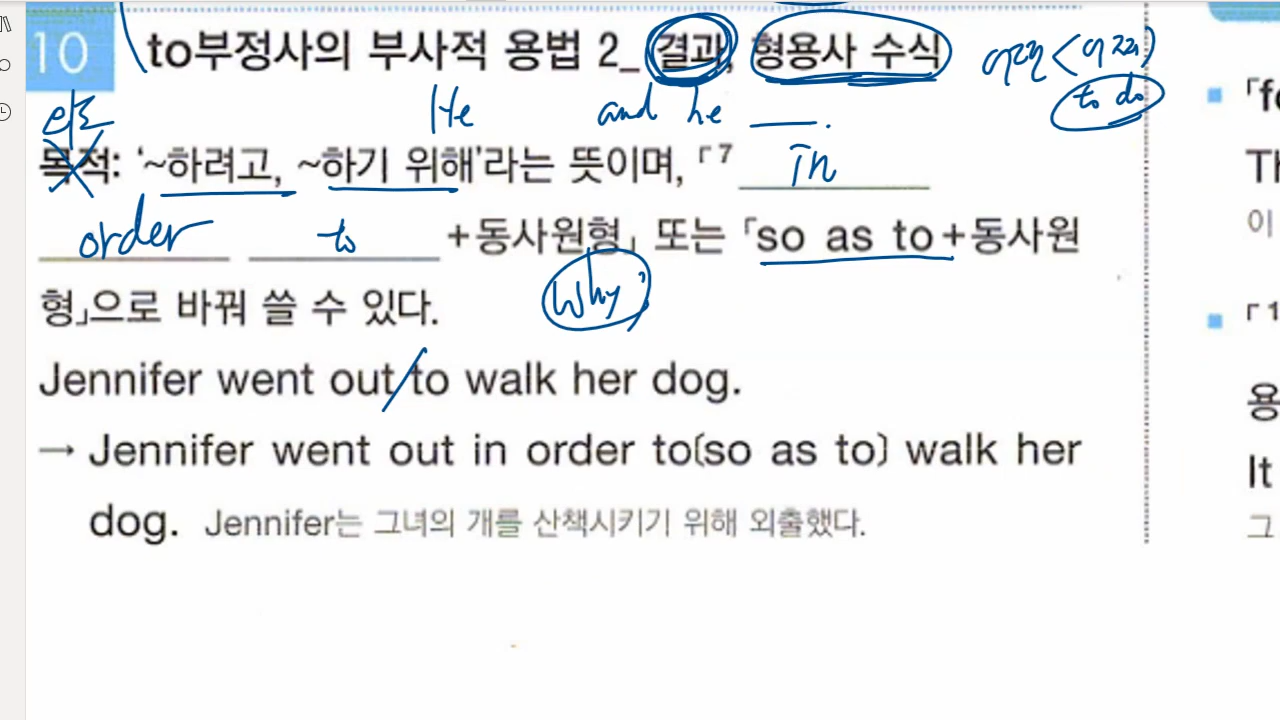 10 to부정사의 부사적 용법 2_ 결과, 형용사 수식
to do
의도 He and he
목적: '~하려고, ~하기 위해'라는 뜻이며, 「7 in
order to +동사원형」 또는 「so as to+동사원
형」으로 바꿔 쓸 수 있다.
why?
Jennifer went out to walk her dog.
→ Jennifer went out in order to(so as to) walk her
dog. Jennifer는 그녀의 개를 산책시키기 위해 외출했다.
「fo
Th
이
「1
용
It
그